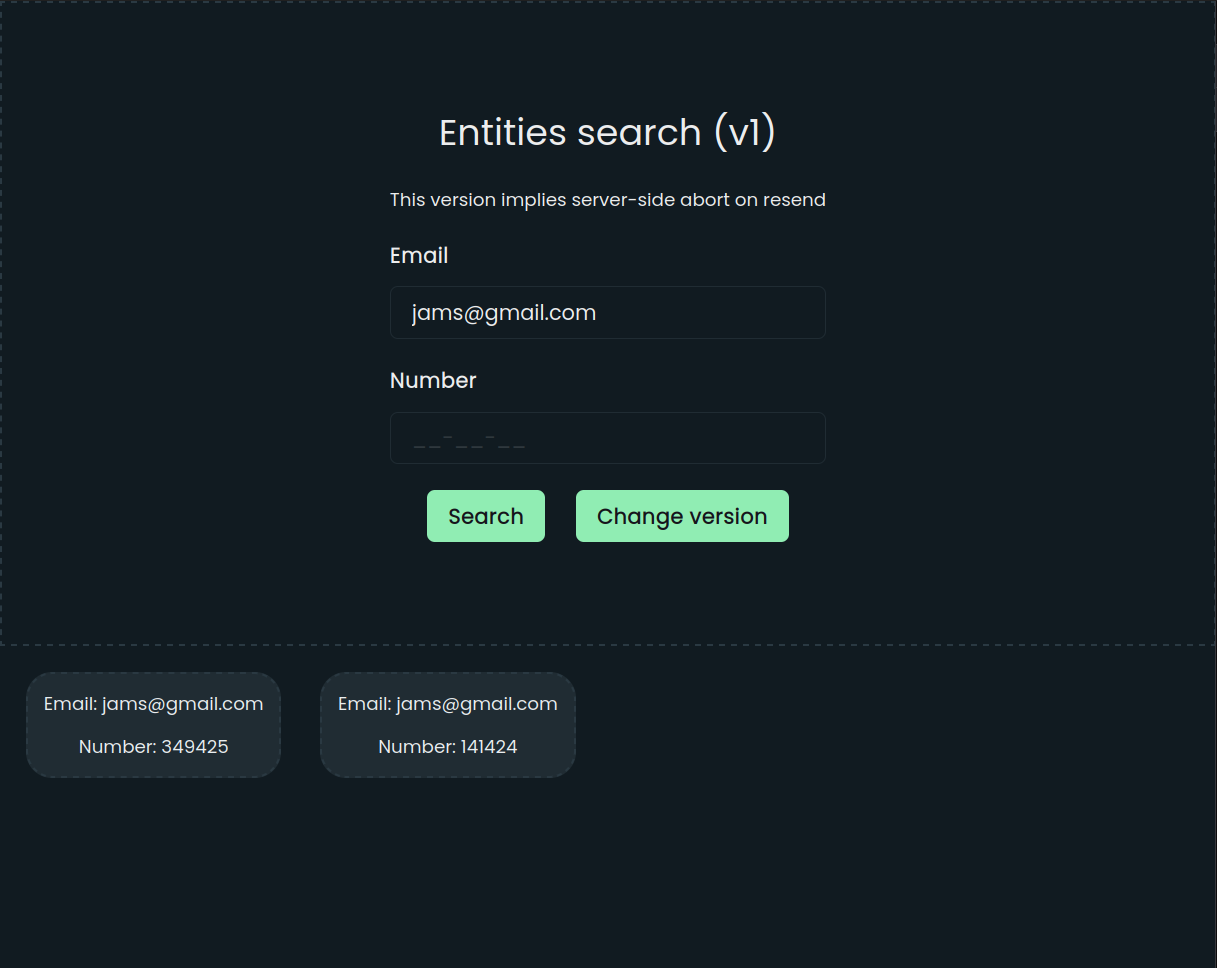 Entities search (v1)
This version implies server-side abort on resend
Email
jams@gmail.com
Number
__-__-__
Search Change version
Email: jams@gmail.com Email: jams@gmail.com
Number: 349425 Number: 141424